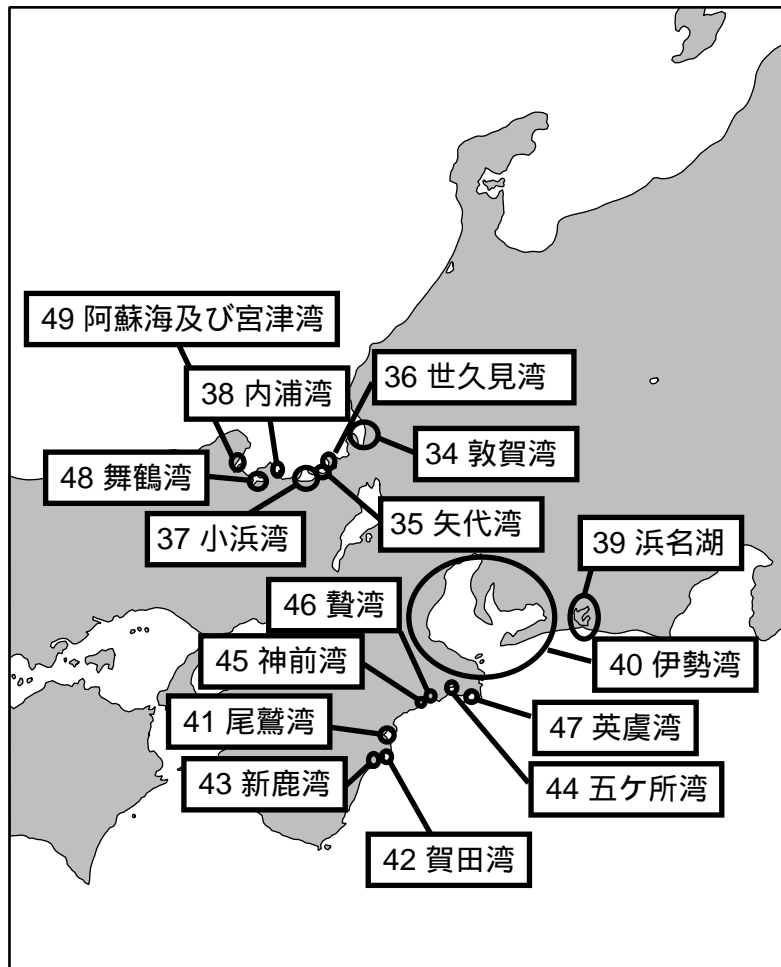 49 阿蘇海及び宮津湾
38 内浦湾
36 世久見湾
34 敦賀湾
48 舞鶴湾
37 小浜湾
35 矢代湾
39 浜名湖
46 贄湾
45 神前湾
40 伊勢湾
41 尾鷲湾
47 英虞湾
43 新鹿湾
44 五ケ所湾
42 賀田湾